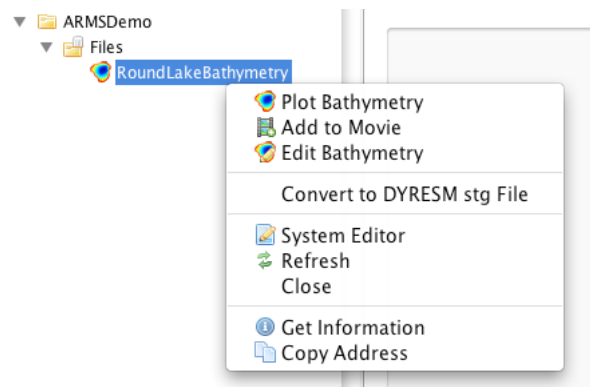 ARMSDemo
Files
RoundLakeBathymetry
Plot Bathymetry
Add to Movie
Edit Bathymetry
Convert to DYRESM stg File
System Editor
Refresh
Close
Get Information
Copy Address